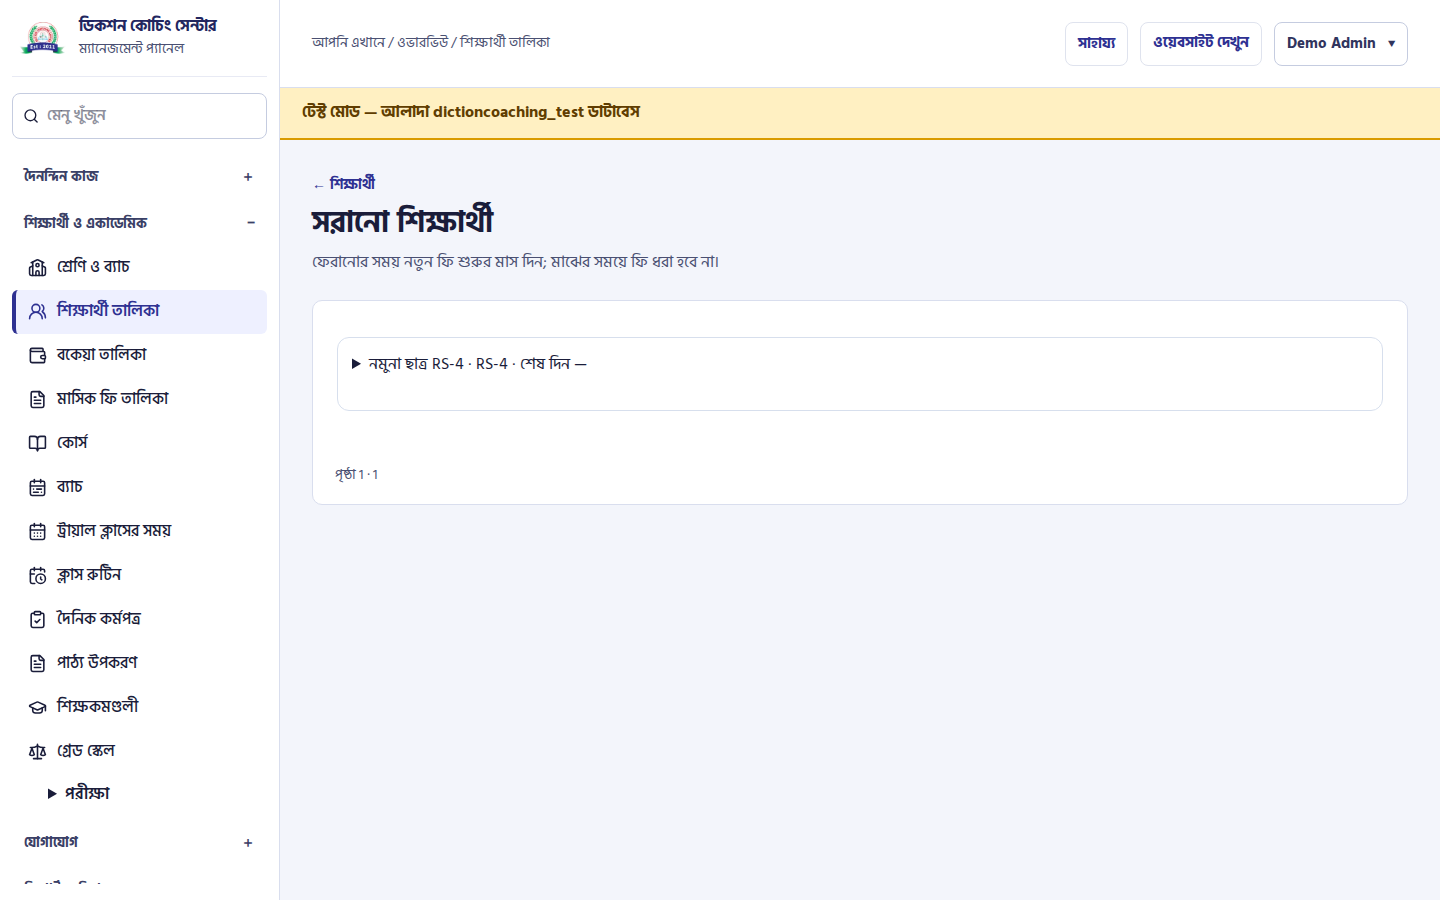 ডিকশন কোচিং সেন্টার
ম্যানেজমেন্ট প্যানেল
Est : 2011
মেনু খুঁজুন
দৈনন্দিন কাজ +
শিক্ষার্থী ও একাডেমিক −
শ্রেণি ও ব্যাচ
শিক্ষার্থী তালিকা
বকেয়া তালিকা
মাসিক ফি তালিকা
কোর্স
ব্যাচ
ট্রায়াল ক্লাসের সময়
ক্লাস রুটিন
দৈনিক কর্মপত্র
পাঠ্য উপকরণ
শিক্ষকমণ্ডলী
গ্রেড স্কেল
▶ পরীক্ষা
যোগাযোগ +
আপনি এখানে / ওভারভিউ / শিক্ষার্থী তালিকা
সাহায্য
ওয়েবসাইট দেখুন
Demo Admin ▾
টেস্ট মোড — আলাদা dictioncoaching_test ডাটাবেস
← শিক্ষার্থী
সরানো শিক্ষার্থী
ফেরানোর সময় নতুন ফি শুরুর মাস দিন; মাঝের সময়ে ফি ধরা হবে না।
▶ নমুনা ছাত্র RS-4 · RS-4 · শেষ দিন —
পৃষ্ঠা 1 · 1